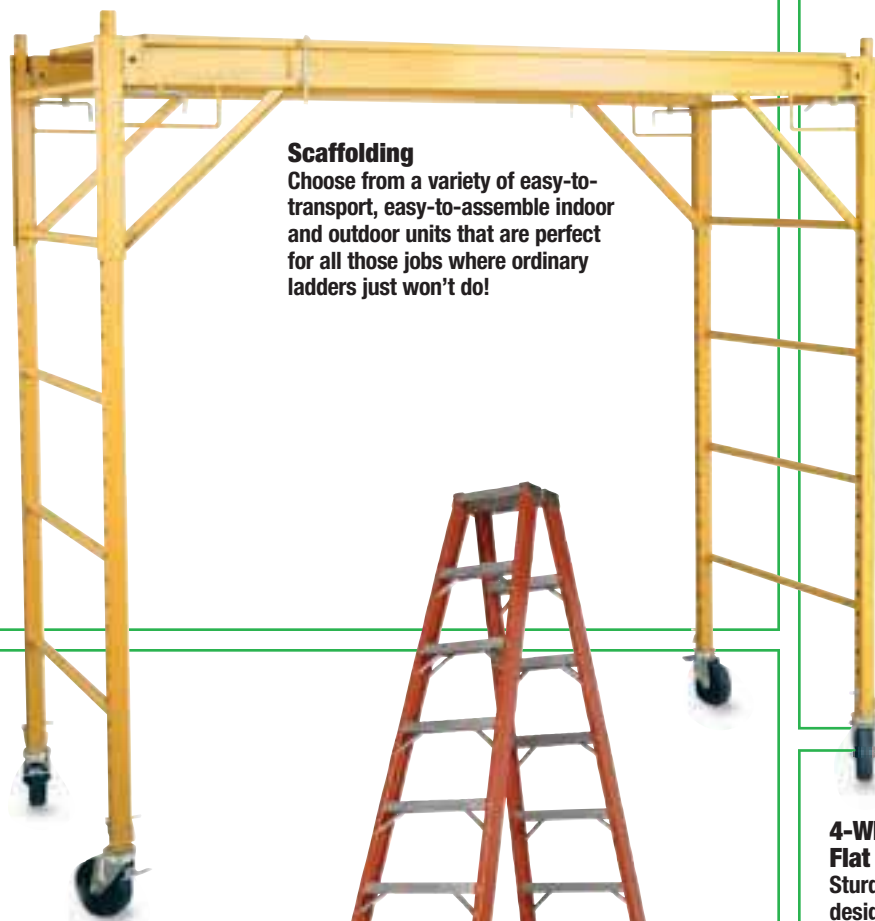 Scaffolding
Choose from a variety of easy-to-
transport, easy-to-assemble indoor
and outdoor units that are perfect
for all those jobs where ordinary
ladders just won't do!
Flat